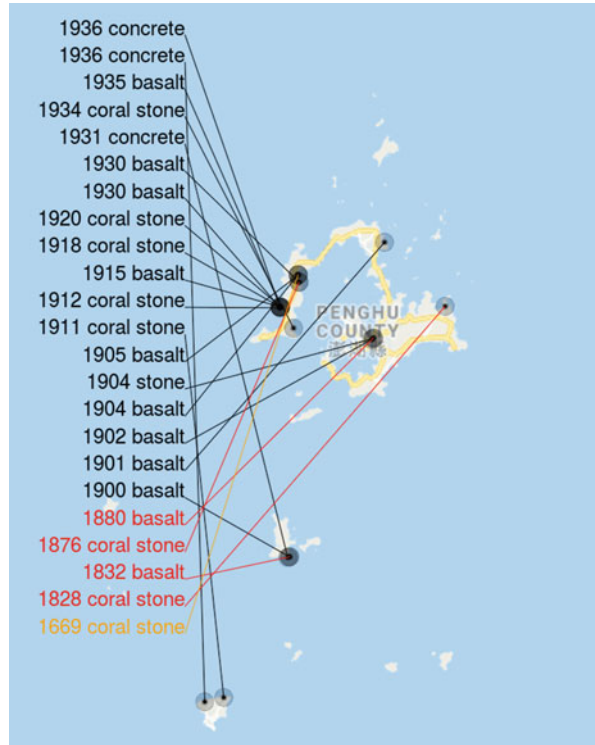 1936 concrete
1936 concrete
1935 basalt
1934 coral stone
1931 concrete
1930 basalt
1930 basalt
1920 coral stone
1918 coral stone
1915 basalt
1912 coral stone
1911 coral stone
1905 basalt
1904 stone
1904 basalt
1902 basalt
1901 basalt
1900 basalt
1880 basalt
1876 coral stone
1832 basalt
1828 coral stone
1669 coral stone
PENGHU
COUNTY